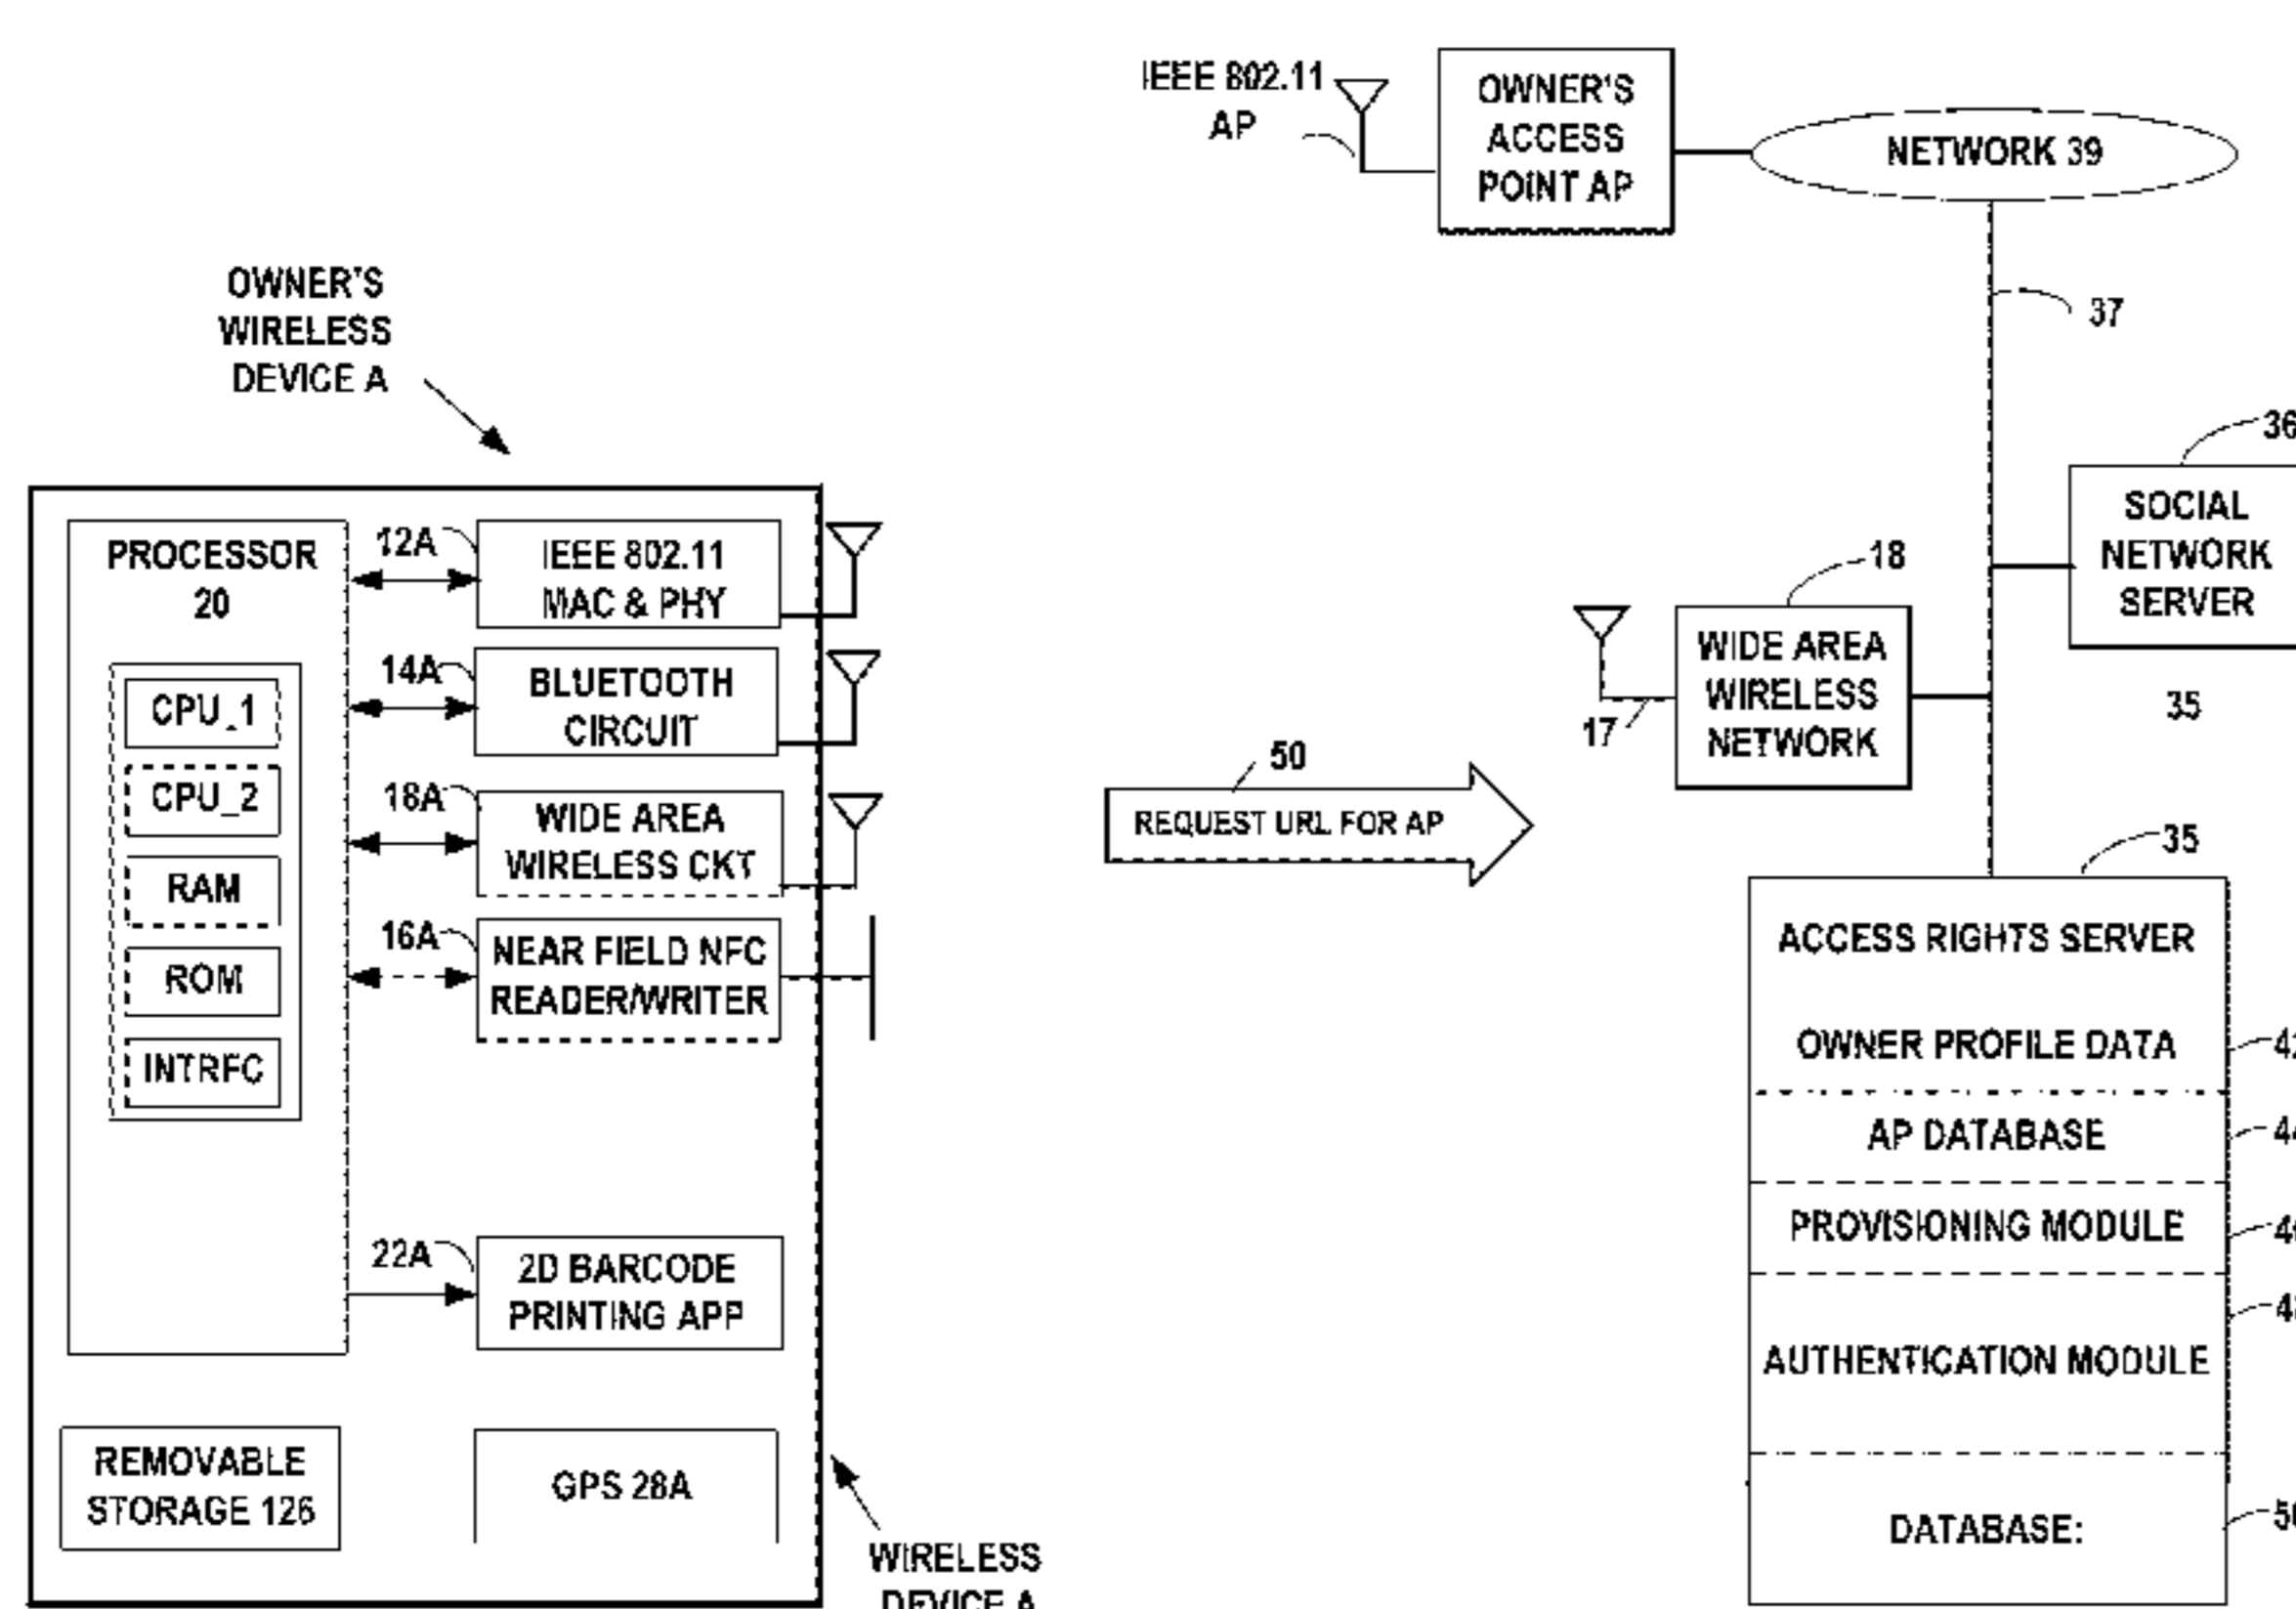 IEEE 802.11
AP
OWNER'S
ACCESS
POINT AP
NETWORK 39
37
OWNER'S
WIRELESS
DEVICE A
36
SOCIAL
NETWORK
SERVER
35
18
WIDE AREA
WIRELESS
NETWORK
17
PROCESSOR
20
CPU_1
CPU_2
RAM
ROM
INTRFC
12A
IEEE 802.11
MAC & PHY
14A
BLUETOOTH
CIRCUIT
18A
WIDE AREA
WIRELESS CKT
16A
NEAR FIELD NFC
READER/WRITER
22A
2D BARCODE
PRINTING APP
REMOVABLE
STORAGE 126
GPS 28A
WIRELESS
DEVICE A
50
REQUEST URL FOR AP
35
ACCESS RIGHTS SERVER
OWNER PROFILE DATA
AP DATABASE
44
PROVISIONING MODULE
AUTHENTICATION MODULE
DATABASE:
50